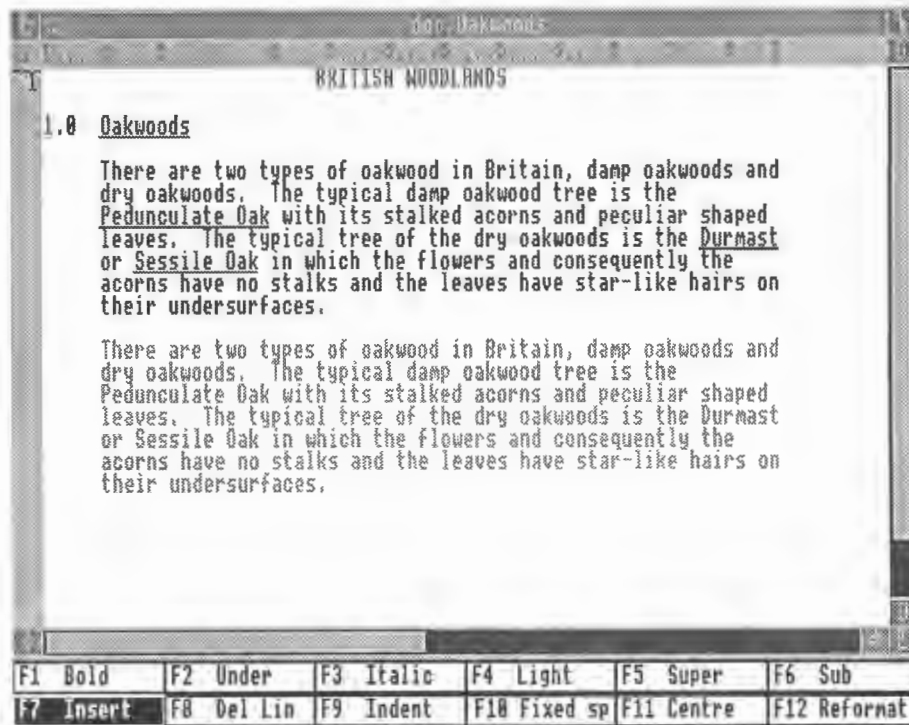 doc Oakwoods
BRITISH WOODLANDS
1.0 Oakwoods
There are two types of oakwood in Britain, damp oakwoods and
dry oakwoods. The typical damp oakwood tree is the
Pedunculate Oak with its stalked acorns and peculiar shaped
leaves. The typical tree of the dry oakwoods is the Durmast
or Sessile Oak in which the flowers and consequently the
acorns have no stalks and the leaves have star-like hairs on
their undersurfaces.
There are two types of oakwood in Britain, damp oakwoods and
dry oakwoods. The typical damp oakwood tree is the
Pedunculate Oak with its stalked acorns and peculiar shaped
leaves. The typical tree of the dry oakwoods is the Durmast
or Sessile Oak in which the flowers and consequently the
acorns have no stalks and the leaves have star-like hairs on
their undersurfaces.
F1 Bold F2 Under F3 Italic F4 Light F5 Super F6 Sub
F7 Insert F8 Del Lin F9 Indent F10 Fixed sp F11 Centre F12 Reformat